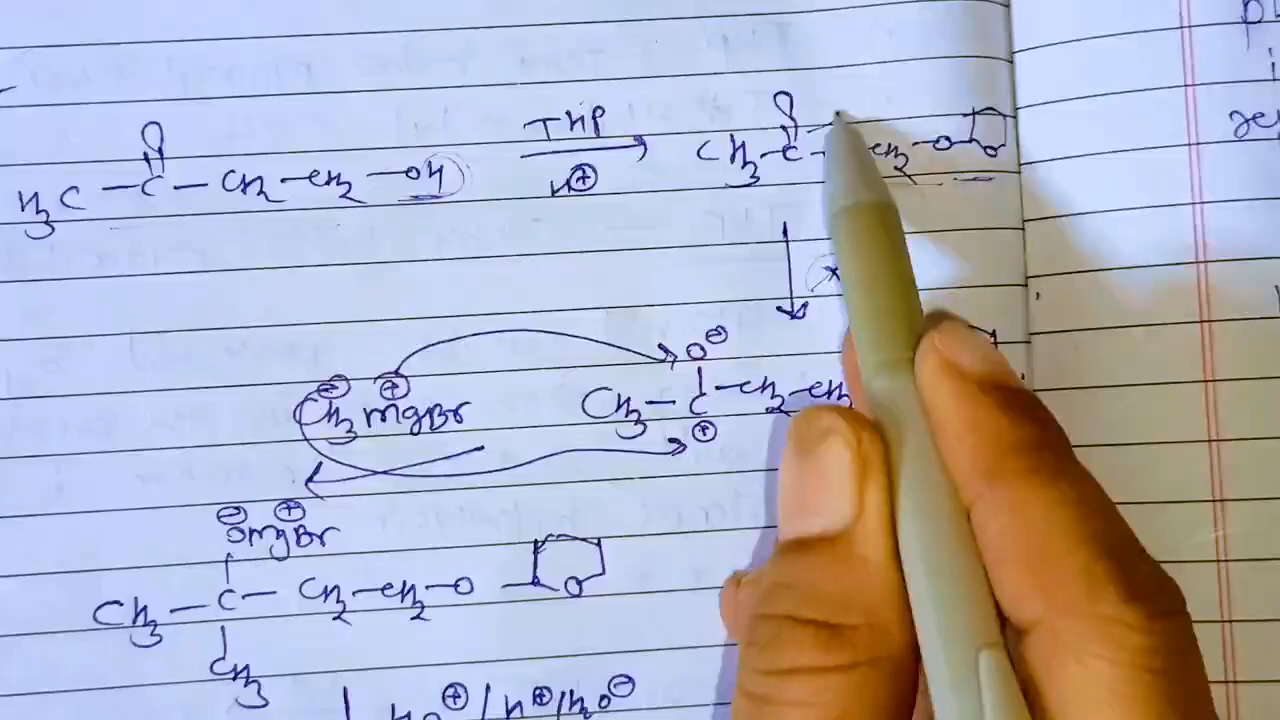 O
H3C — C — CH2 — CH2 — OH THP H⊕ CH3 — C — CH2 — O — O
O⊖
CH3⊖ MgBr⊕ CH3 — C⊕ — CH2 — CH2
O⊖ MgBr⊕
CH3 — C — CH2 — CH2 — O — O
CH3
H3O⊕ / H⊕ / H2O⊖